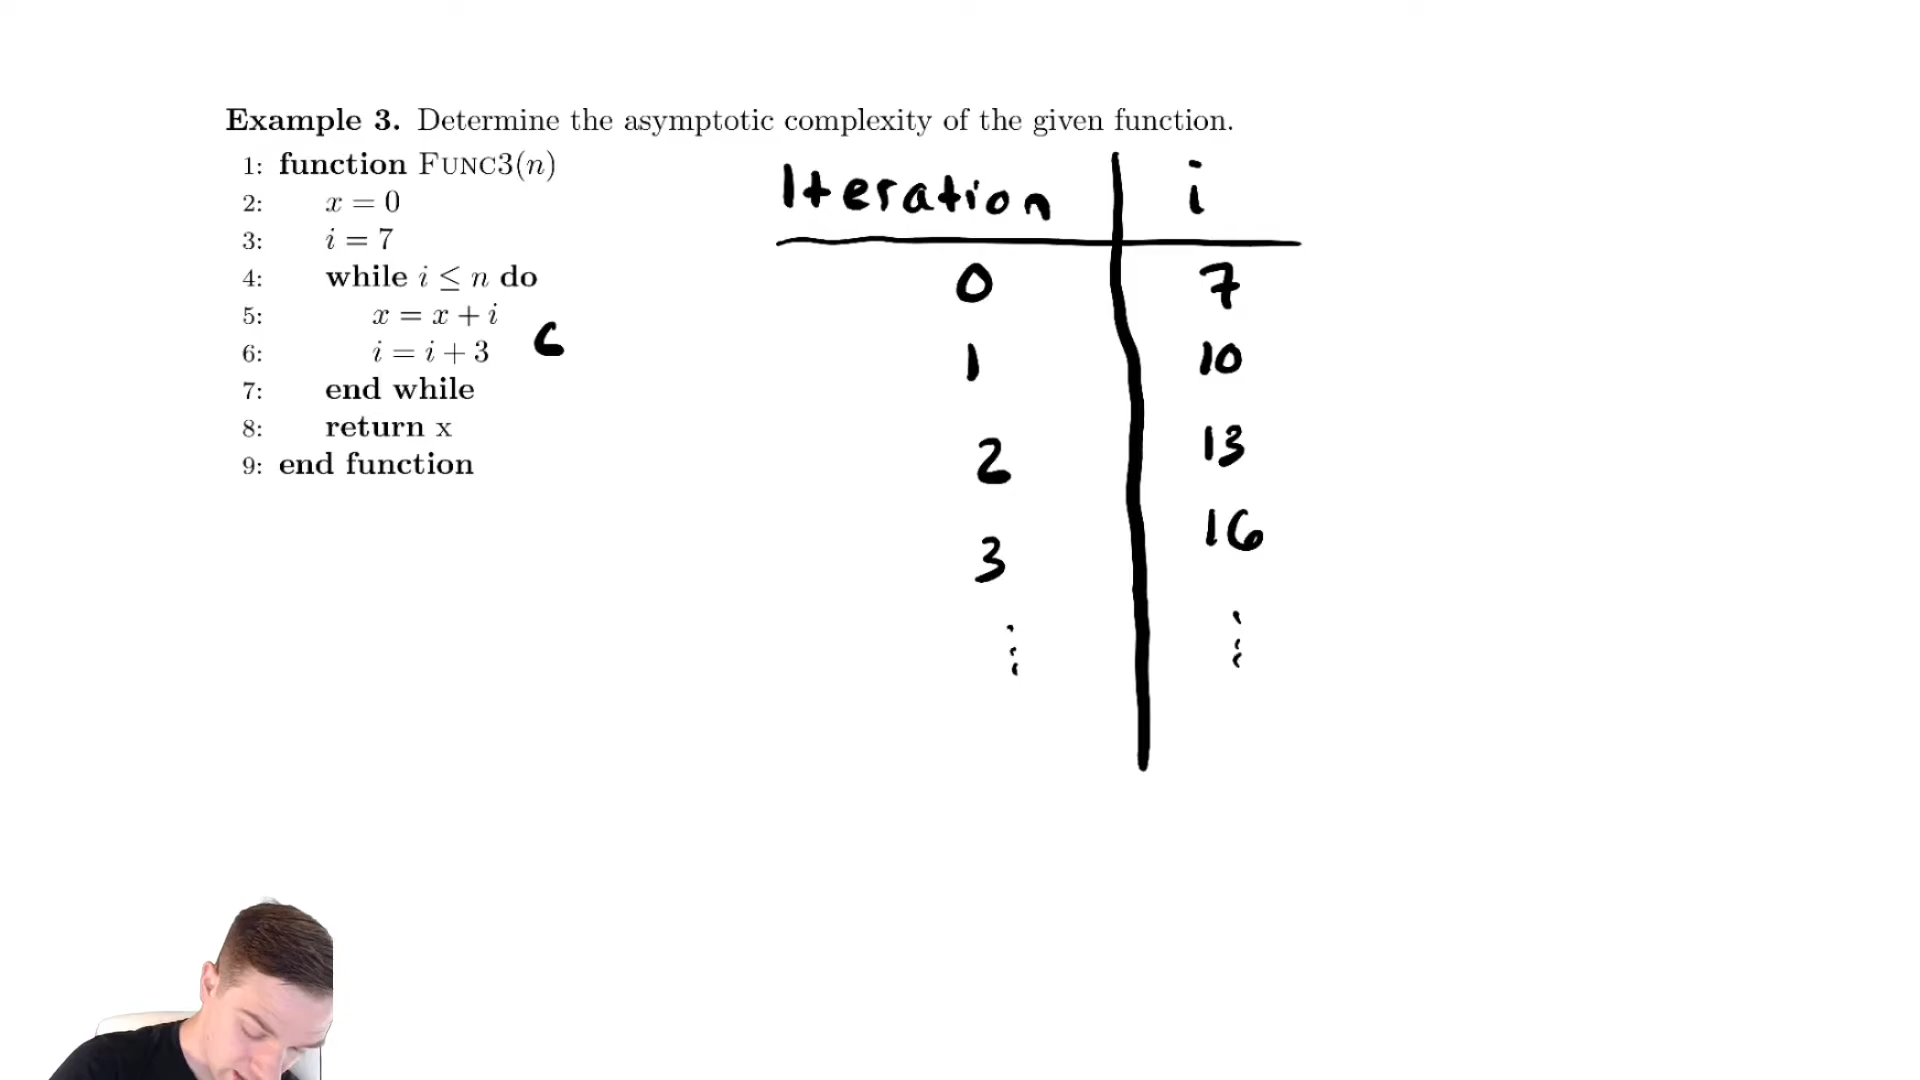 Example 3. Determine the asymptotic complexity of the given function.
1: function FUNC3(n)
2: x = 0
3: i = 7
4: while i ≤ n do
5: x = x + i
6: i = i + 3
7: end while
8: return x
9: end function
c
Iteration i
0 7
1 10
2 13
3 16
⋮ ⋮